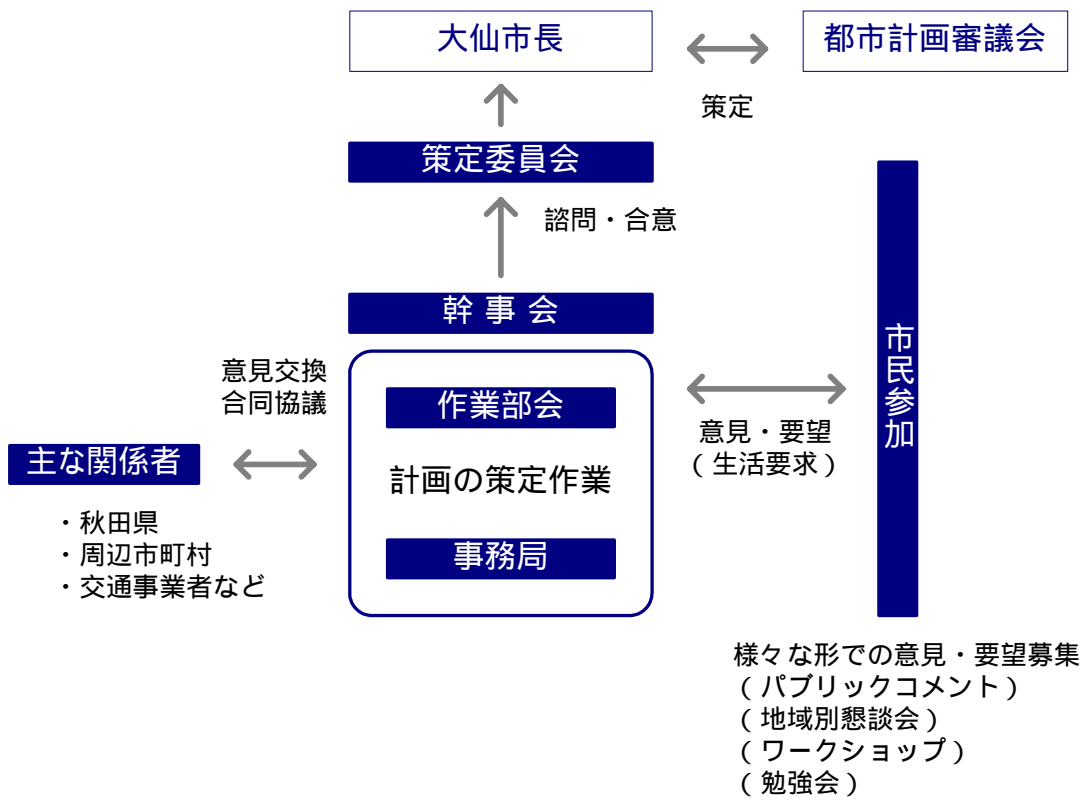 大仙市長
都市計画審議会
策定
策定委員会
諮問・合意
幹 事 会
意見交換
合同協議
作業部会
意見・要望
（生活要求）
市民参加
主な関係者
計画の策定作業
・秋田県
・周辺市町村
・交通事業者など
事務局
様々な形での意見・要望募集
（パブリックコメント）
（地域別懇談会）
（ワークショップ）
（勉強会）